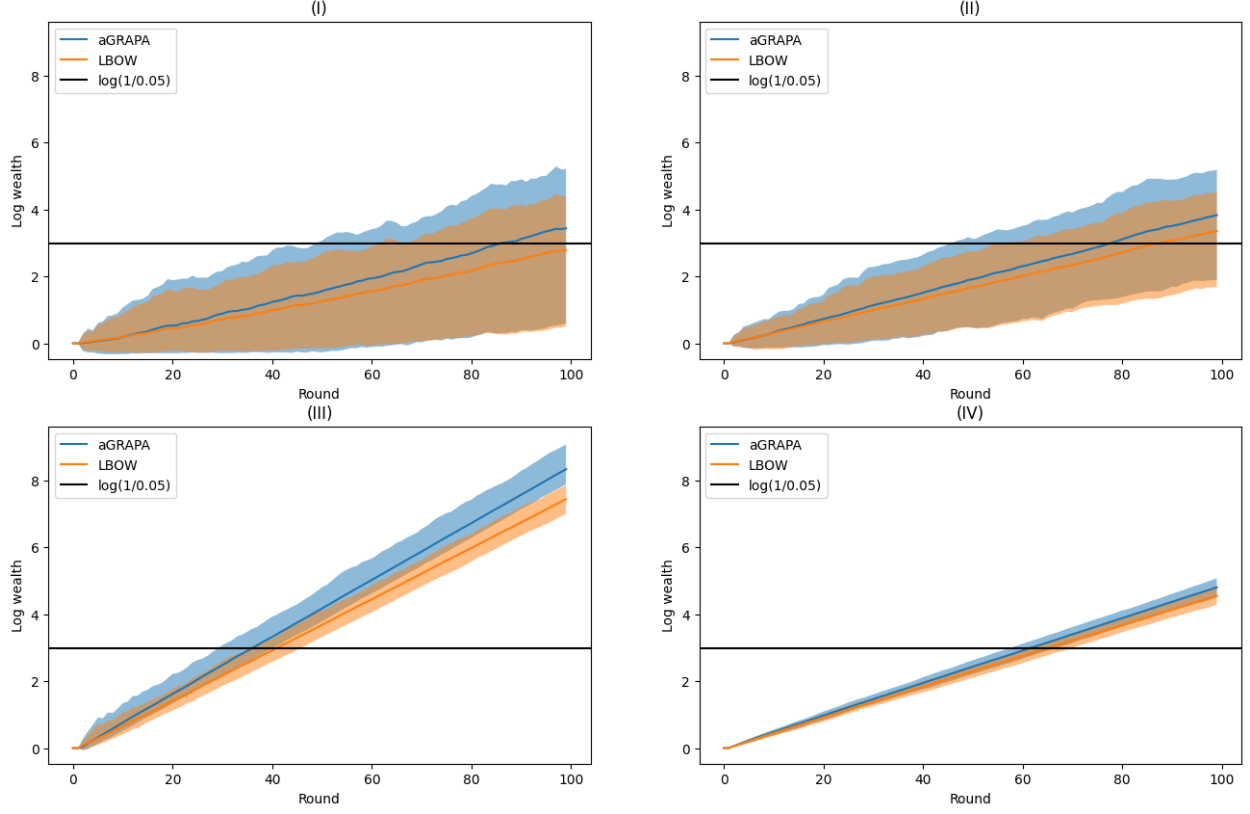 (I)
aGRAPA
LBOW
log(1/0.05)
Log wealth
8
6
4
2
0
0 20 40 60 80 100
Round
(II)
aGRAPA
LBOW
log(1/0.05)
Log wealth
8
6
4
2
0
0 20 40 60 80 100
Round
(III)
aGRAPA
LBOW
log(1/0.05)
Log wealth
8
6
4
2
0
0 20 40 60 80 100
Round
(IV)
aGRAPA
LBOW
log(1/0.05)
Log wealth
8
6
4
2
0
0 20 40 60 80 100
Round